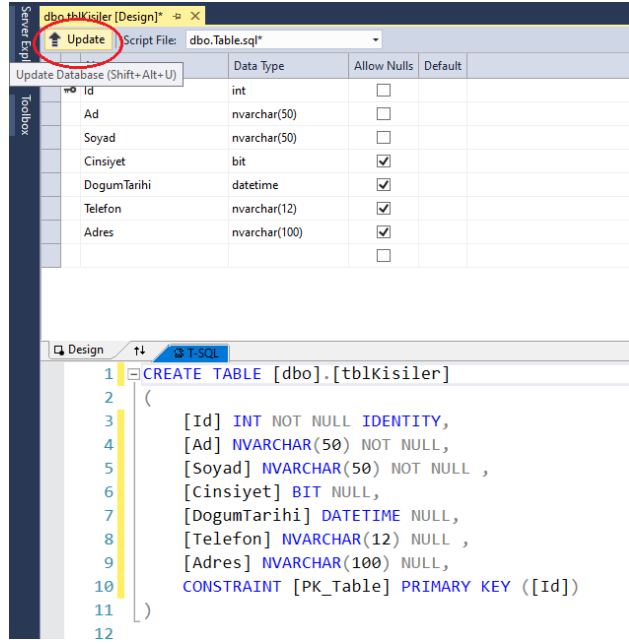 Server Expl
Toolbox
dbo.tblKisiler [Design]*
Update Script File: dbo.Table.sql*
Update Database (Shift+Alt+U)
Data Type Allow Nulls Default
Id int
Ad nvarchar(50)
Soyad nvarchar(50)
Cinsiyet bit
DogumTarihi datetime
Telefon nvarchar(12)
Adres nvarchar(100)
Design T-SQL
1 CREATE TABLE [dbo].[tblKisiler]
2 (
3 [Id] INT NOT NULL IDENTITY,
4 [Ad] NVARCHAR(50) NOT NULL,
5 [Soyad] NVARCHAR(50) NOT NULL ,
6 [Cinsiyet] BIT NULL,
7 [DogumTarihi] DATETIME NULL,
8 [Telefon] NVARCHAR(12) NULL ,
9 [Adres] NVARCHAR(100) NULL,
10 CONSTRAINT [PK_Table] PRIMARY KEY ([Id])
11 )
12